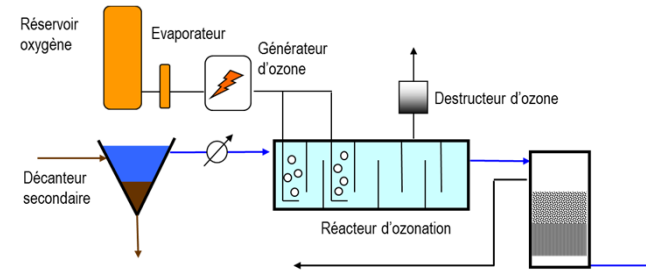 Réservoir
oxygène
Evaporateur
Générateur
d'ozone
Destructeur d'ozone
Décanteur
secondaire
Réacteur d'ozonation